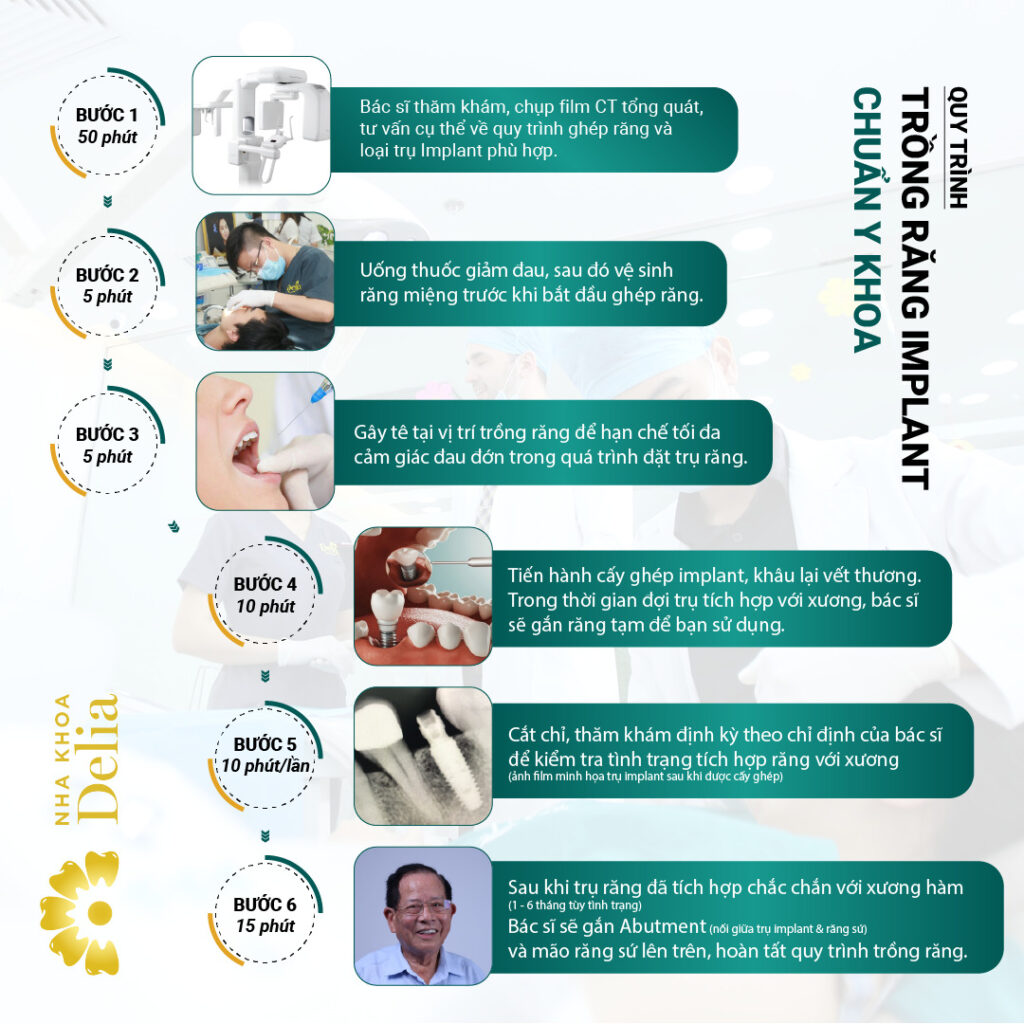 QUY TRÌNH
TRỒNG RĂNG IMPLANT
CHUẨN Y KHOA
BƯỚC 1
50 phút
Bác sĩ thăm khám, chụp film CT tổng quát,
tư vấn cụ thể về quy trình ghép răng và
loại trụ Implant phù hợp.
BƯỚC 2
5 phút
Uống thuốc giảm đau, sau đó vệ sinh
răng miệng trước khi bắt đầu ghép răng.
BƯỚC 3
5 phút
Gây tê tại vị trí trồng răng để hạn chế tối đa
cảm giác đau đớn trong quá trình đặt trụ răng.
BƯỚC 4
10 phút
Tiến hành cấy ghép implant, khâu lại vết thương.
Trong thời gian đợi trụ tích hợp với xương, bác sĩ
sẽ gắn răng tạm để bạn sử dụng.
BƯỚC 5
10 phút/lần
Cắt chỉ, thăm khám định kỳ theo chỉ định của bác sĩ
để kiểm tra tình trạng tích hợp răng với xương
(ảnh film minh họa trụ implant sau khi được cấy ghép)
BƯỚC 6
15 phút
Sau khi trụ răng đã tích hợp chắc chắn với xương hàm
(1 - 6 tháng tùy tình trạng)
Bác sĩ sẽ gắn Abutment (nối giữa trụ implant & răng sứ)
và mão răng sứ lên trên, hoàn tất quy trình trồng răng.
NHA KHOA
Delia